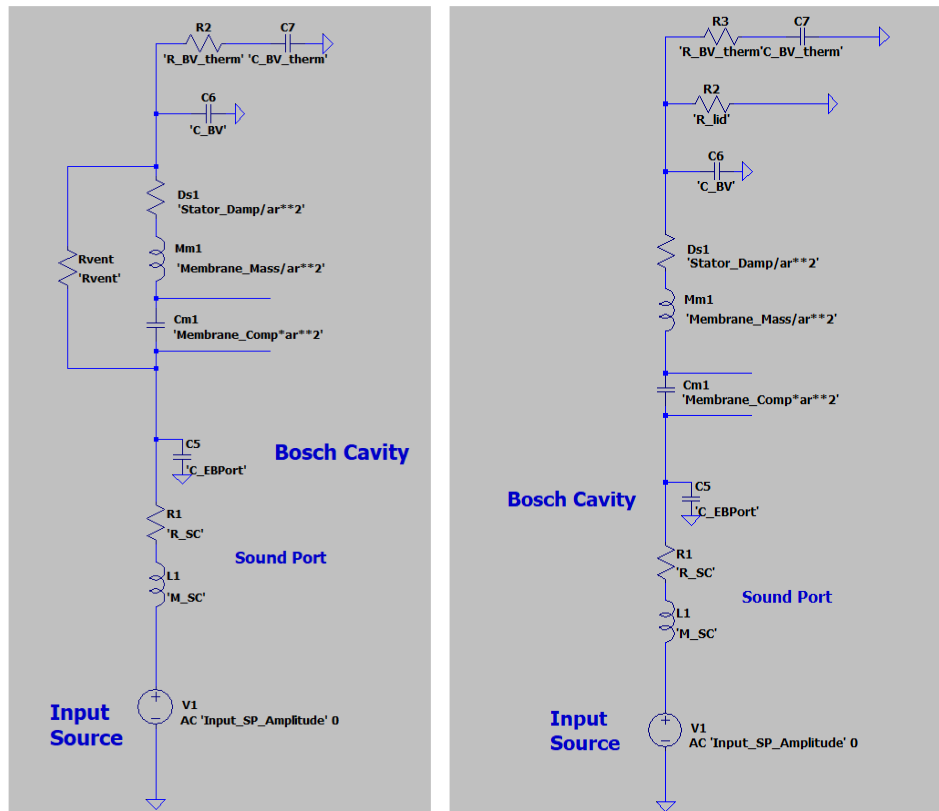 R2
C7
'R_BV_therm'
'C_BV_therm'
C6
'C_BV'
Ds1
'Stator_Damp/ar**2'
Mm1
'Membrane_Mass/ar**2'
Rvent
'Rvent'
Cm1
'Membrane_Comp*ar**2'
C5
'C_EBPort'
Bosch Cavity
R1
'R_SC'
Sound Port
L1
'M_SC'
+
−
V1
AC 'Input_SP_Amplitude' 0
Input
Source
R3
C7
'R_BV_therm'
'C_BV_therm'
R2
'R_lid'
C6
'C_BV'
Ds1
'Stator_Damp/ar**2'
Mm1
'Membrane_Mass/ar**2'
Cm1
'Membrane_Comp*ar**2'
C5
'C_EBPort'
Bosch Cavity
R1
'R_SC'
Sound Port
L1
'M_SC'
+
−
V1
AC 'Input_SP_Amplitude' 0
Input
Source